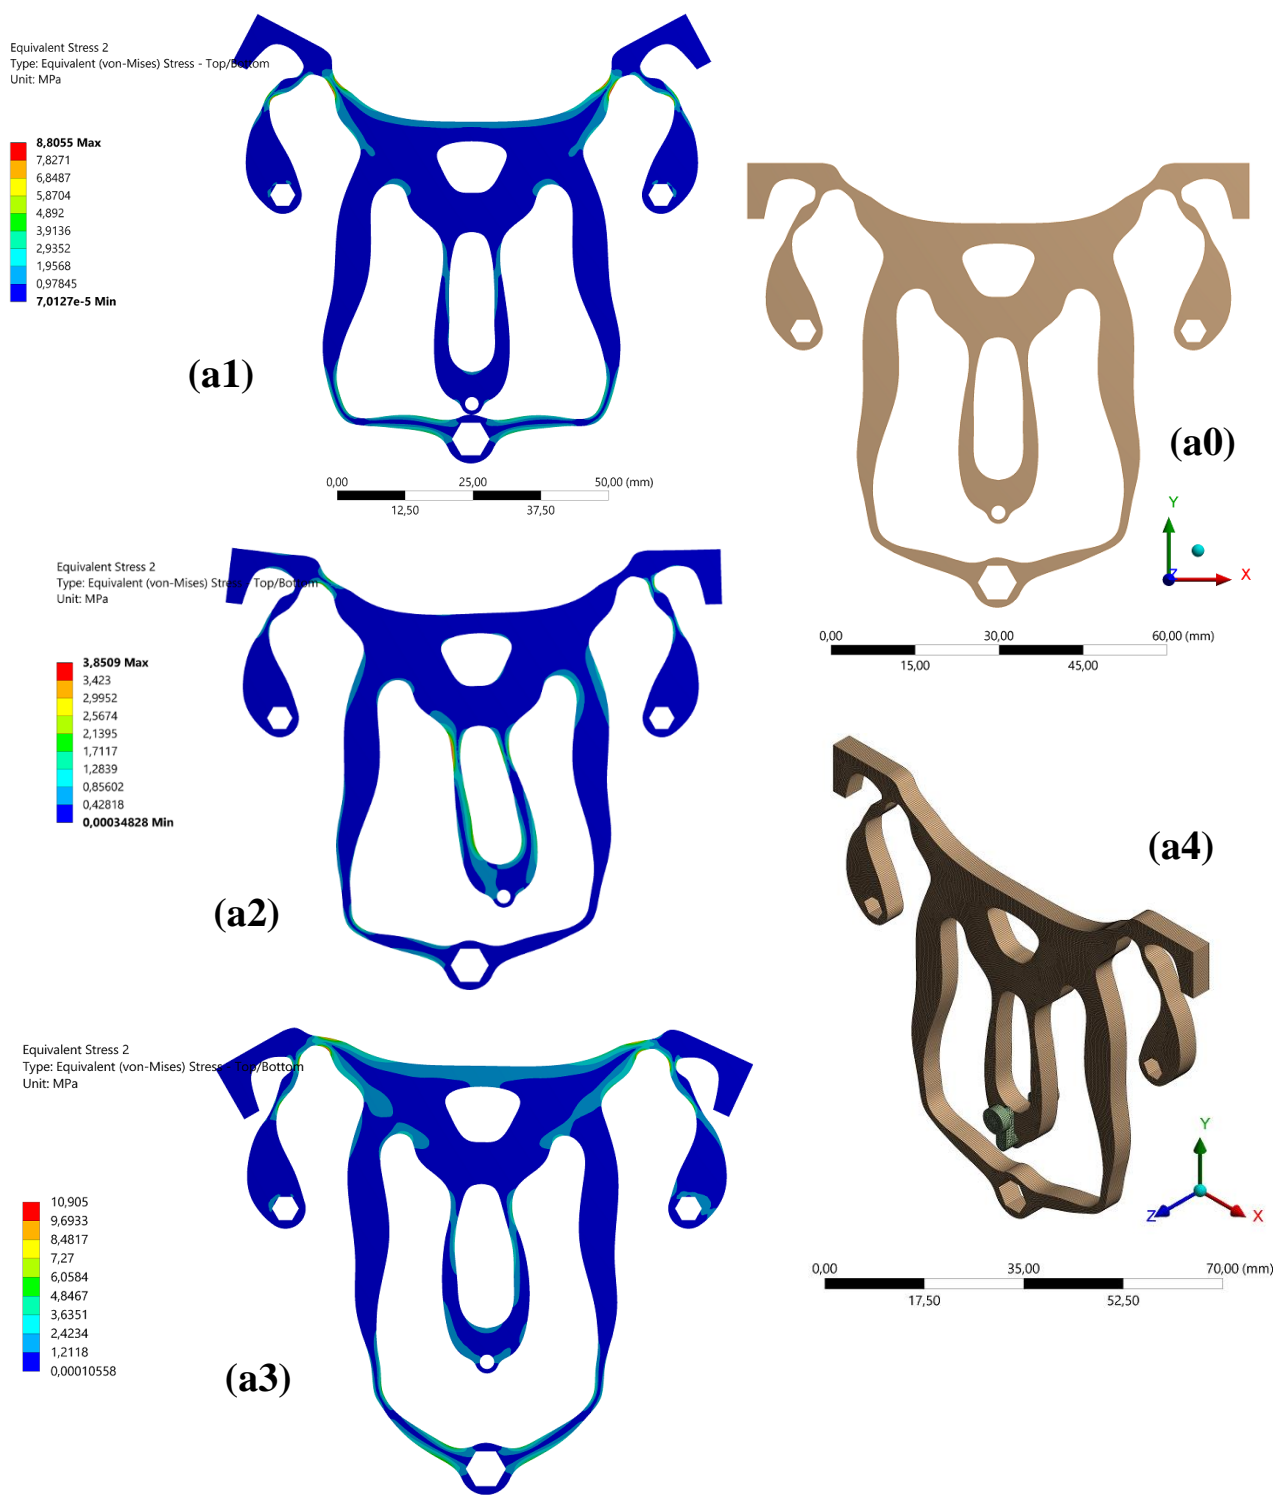 Equivalent Stress 2
Type: Equivalent (von-Mises) Stress - Top/Bottom
Unit: MPa
8,8055 Max
7,8271
6,8487
5,8704
4,892
3,9136
2,9352
1,9568
0,97845
7,0127e-5 Min
(a1)
0,00 25,00 50,00 (mm)
12,50 37,50
(a0)
Y
Z X
0,00 30,00 60,00 (mm)
15,00 45,00
Equivalent Stress 2
Type: Equivalent (von-Mises) Stress - Top/Bottom
Unit: MPa
3,8509 Max
3,423
2,9952
2,5674
2,1395
1,7117
1,2839
0,85602
0,42818
0,00034828 Min
(a2)
(a4)
Y
Z X
0,00 35,00 70,00 (mm)
17,50 52,50
Equivalent Stress 2
Type: Equivalent (von-Mises) Stress - Top/Bottom
Unit: MPa
10,905
9,6933
8,4817
7,27
6,0584
4,8467
3,6351
2,4234
1,2118
0,00010558
(a3)